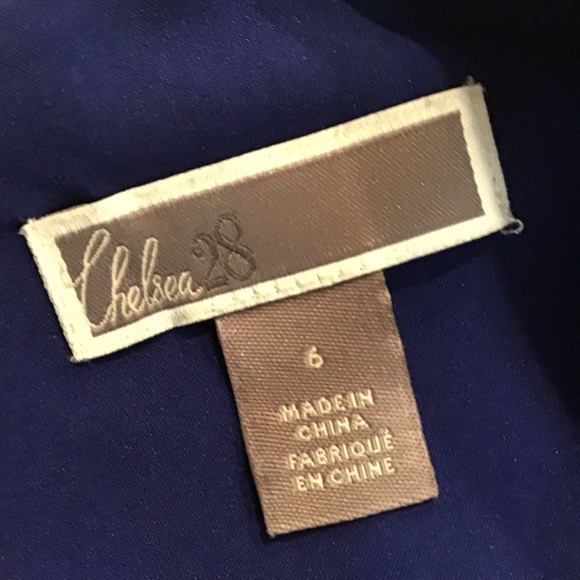 Chelsea28
6
MADE IN
CHINA
FABRIQUÉ
EN CHINE